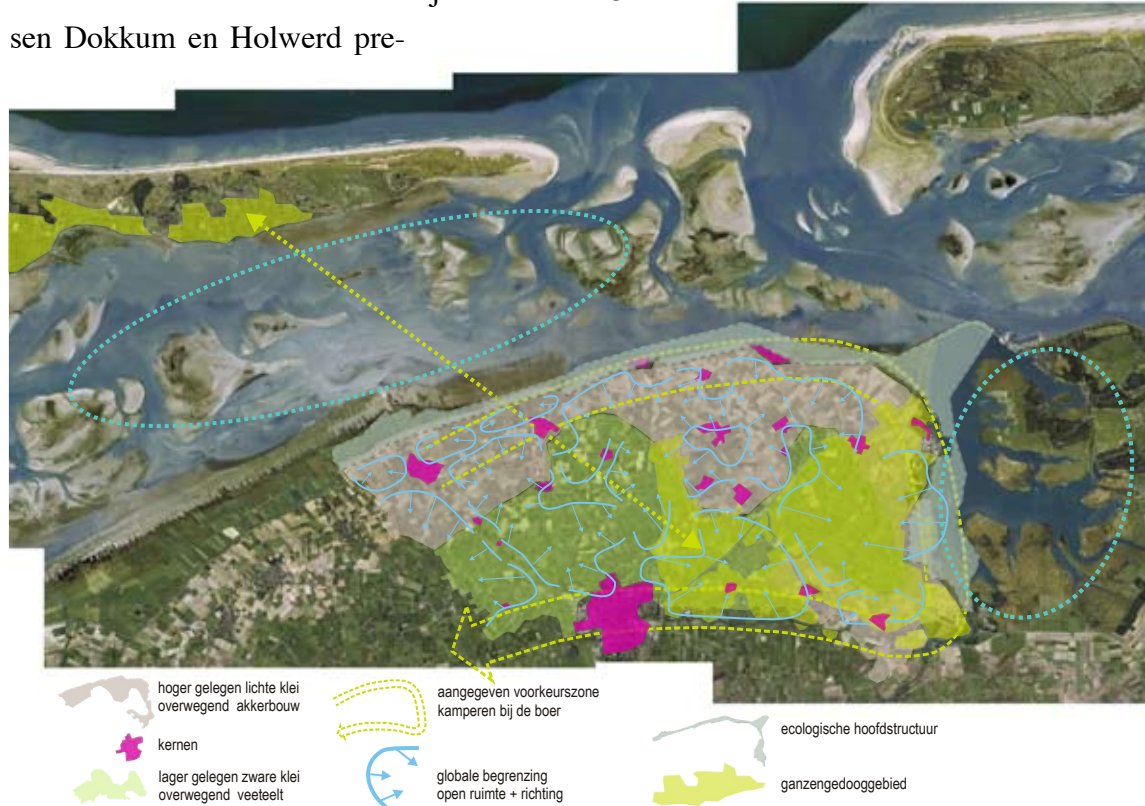 sen Dokkum en Holwerd pre-
hoger gelegen lichte klei
overwegend akkerbouw
kernen
lager gelegen zware klei
overwegend veeteelt
aangegeven voorkeurszone
kamperen bij de boer
globale begrenzing
open ruimte + richting
ecologische hoofdstructuur
ganzengedooggebied